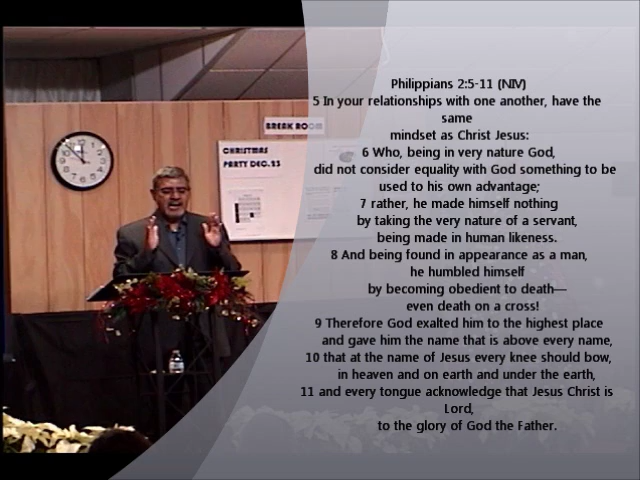 BREAK ROOM
CHRISTMAS
PARTY DEC. 23
Philippians 2:5-11 (NIV)
5 In your relationships with one another, have the
same
mindset as Christ Jesus:
6 Who, being in very nature God,
did not consider equality with God something to be
used to his own advantage;
7 rather, he made himself nothing
by taking the very nature of a servant,
being made in human likeness.
8 And being found in appearance as a man,
he humbled himself
by becoming obedient to death—
even death on a cross!
9 Therefore God exalted him to the highest place
and gave him the name that is above every name,
10 that at the name of Jesus every knee should bow,
in heaven and on earth and under the earth,
11 and every tongue acknowledge that Jesus Christ is
Lord,
to the glory of God the Father.